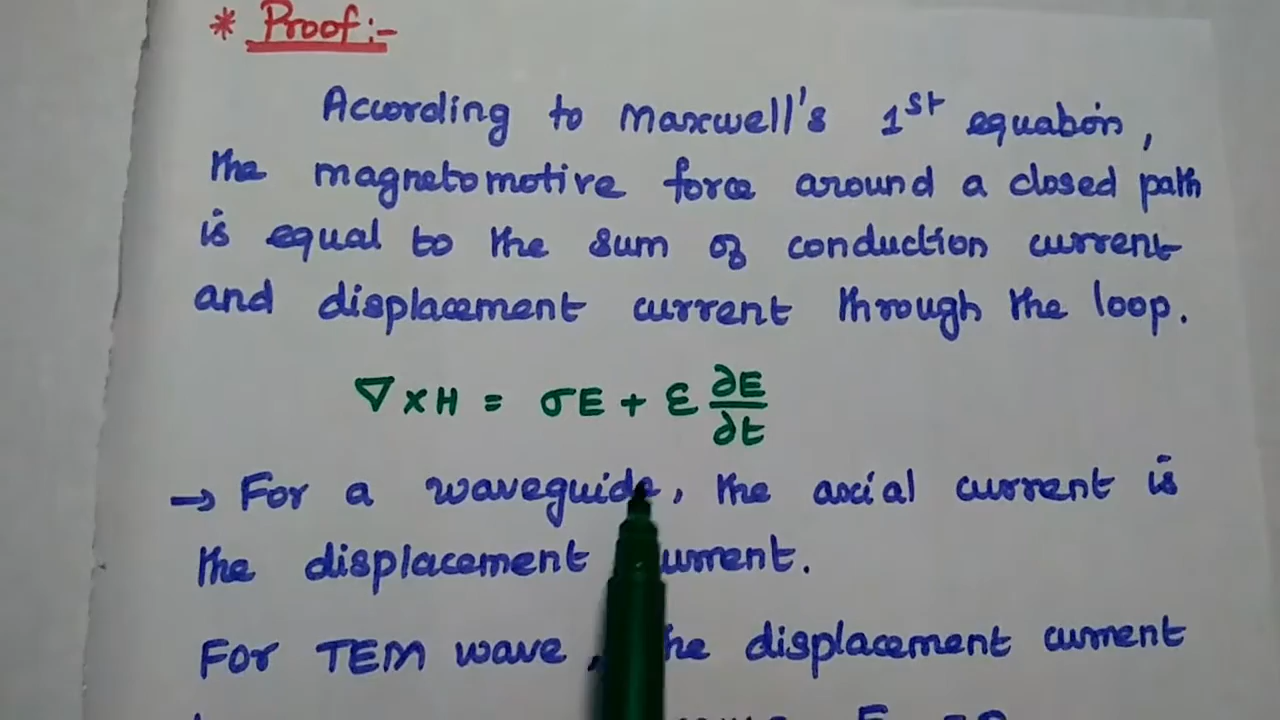 * Proof:-
According to Maxwell's 1st equation,
the magnetomotive force around a closed path
is equal to the sum of conduction current
and displacement current through the loop.
∇ x H = σE + ε ∂E/∂t
→ For a waveguide, the axial current is
the displacement current.
For TEM wave, the displacement current